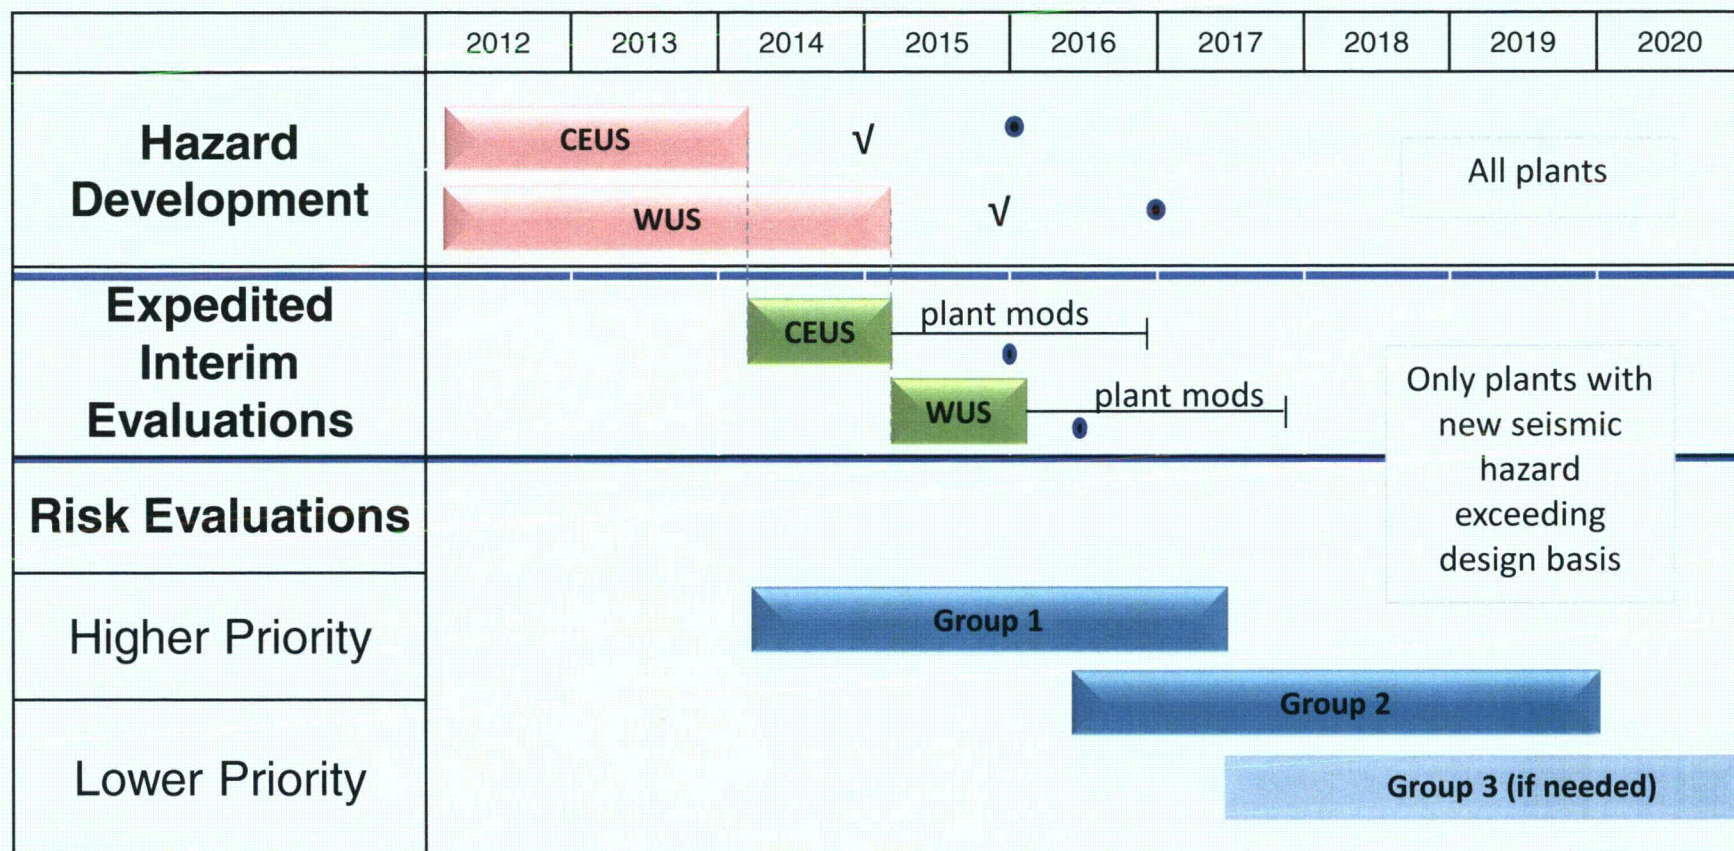 2012 2013 2014 2015 2016 2017 2018 2019 2020
Hazard
Development
CEUS
√
WUS
√
All plants
Expedited
Interim
Evaluations
CEUS
plant mods
WUS
plant mods
Only plants with
new seismic
hazard
exceeding
design basis
Risk Evaluations
Higher Priority
Group 1
Group 2
Lower Priority
Group 3 (if needed)